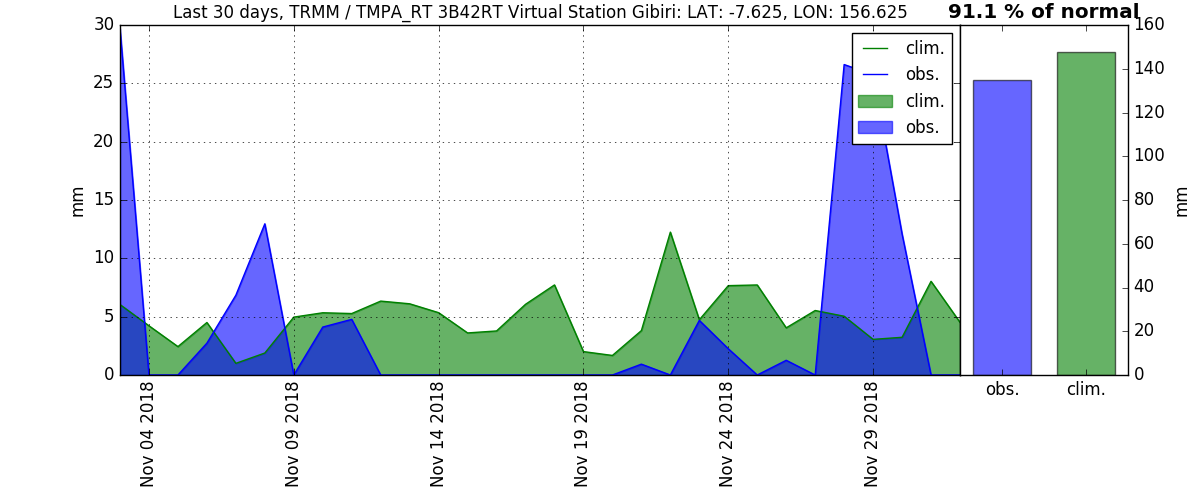 Last 30 days, TRMM / TMPA_RT 3B42RT Virtual Station Gibiri: LAT: -7.625, LON: 156.625
91.1 % of normal
clim.
obs.
clim.
obs.
30
25
20
15
10
5
0
mm
Nov 04 2018
Nov 09 2018
Nov 14 2018
Nov 19 2018
Nov 24 2018
Nov 29 2018
160
140
120
100
80
60
40
20
0
mm
obs.
clim.